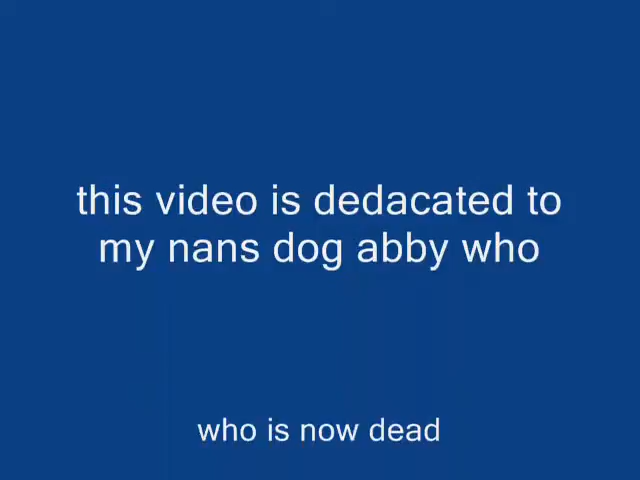 this video is dedacated to
my nans dog abby who
who is now dead